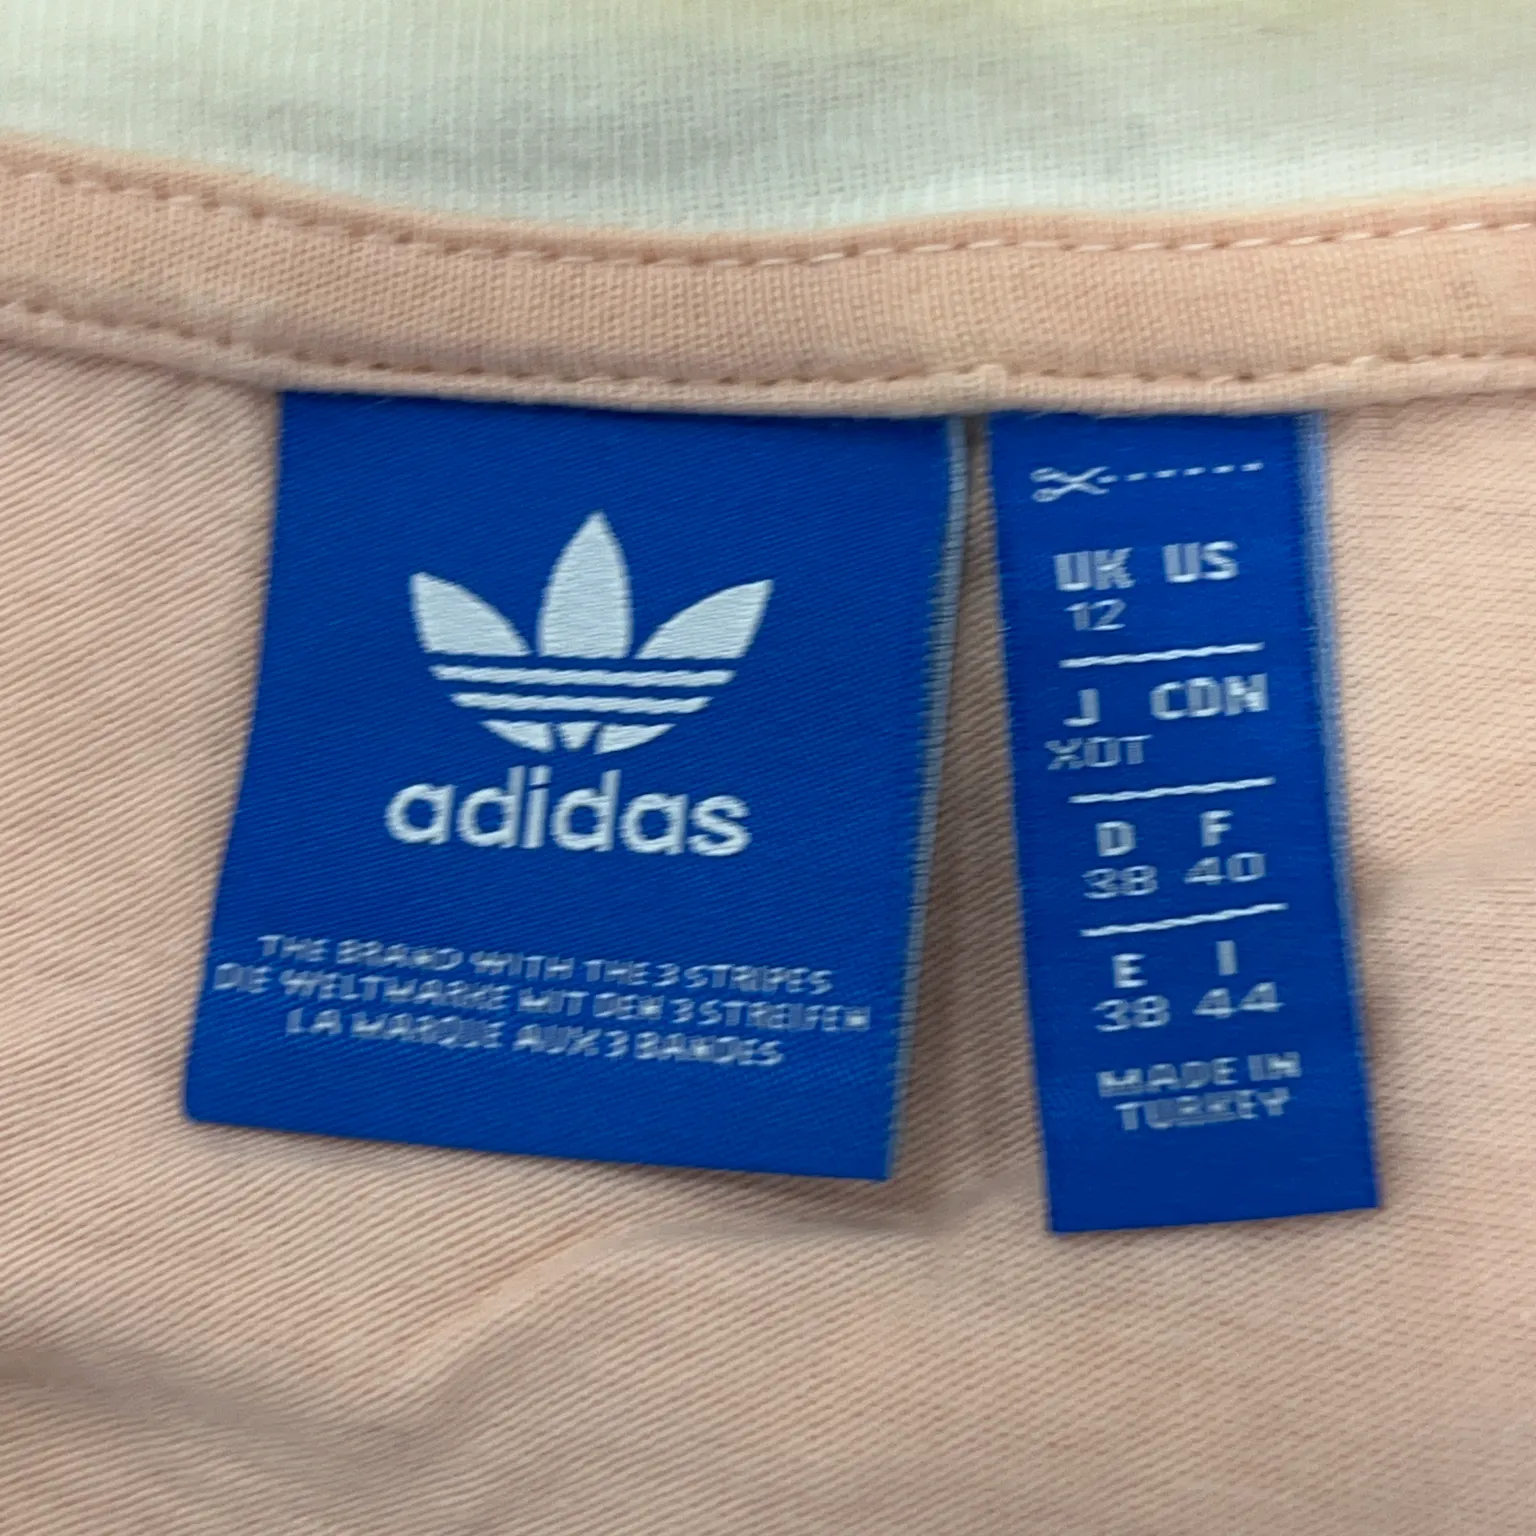 adidas
THE BRAND WITH THE 3 STRIPES
DIE WELTMARKE MIT DEN 3 STREIFEN
LA MARQUE AUX 3 BANDES
UK US
12
J CDN
XOT
D F
38 40
E I
38 44
MADE IN
TURKEY